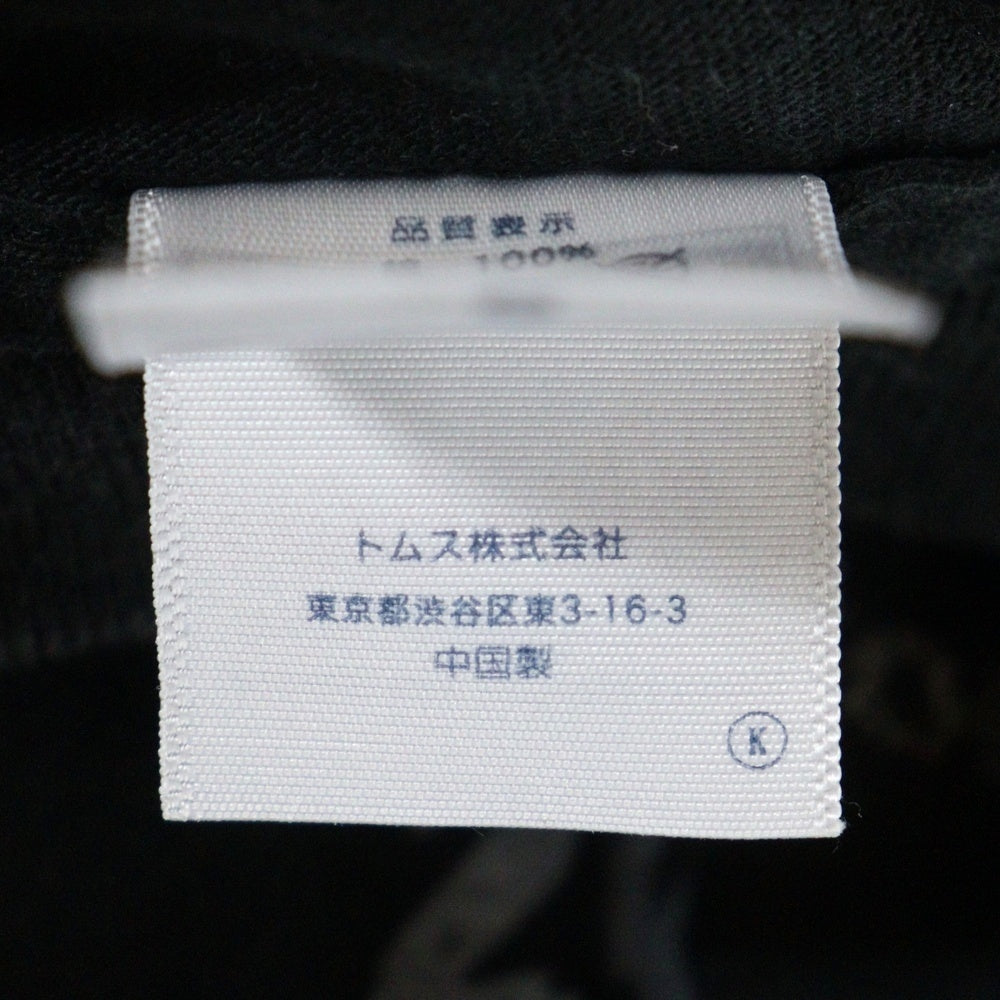 品質表示
100%
トムス株式会社
東京都渋谷区東3-16-3
中国製
K